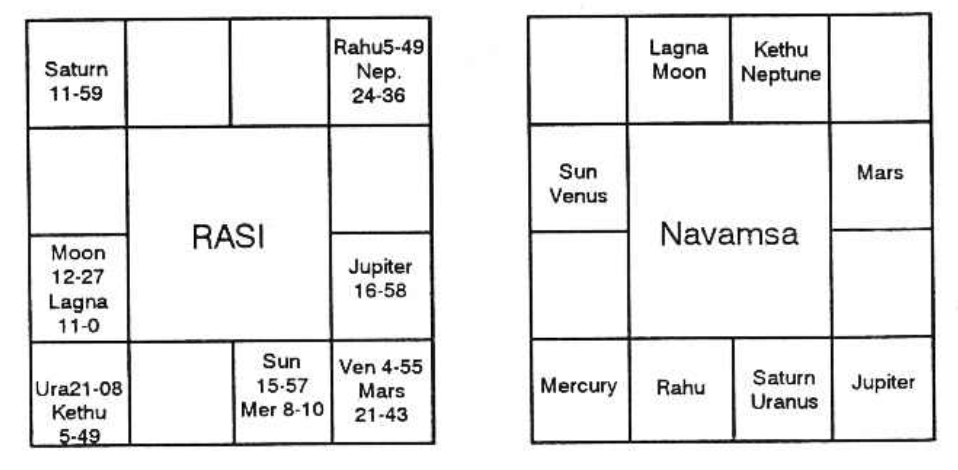 Saturn
11-59
Rahu5-49
Nep.
24-36
RASI
Moon
12-27
Lagna
11-0
Jupiter
16-58
Ura21-08
Kethu
5-49
Sun
15-57
Mer 8-10
Ven 4-55
Mars
21-43
Lagna
Moon
Kethu
Neptune
Sun
Venus
Mars
Navamsa
Mercury
Rahu
Saturn
Uranus
Jupiter